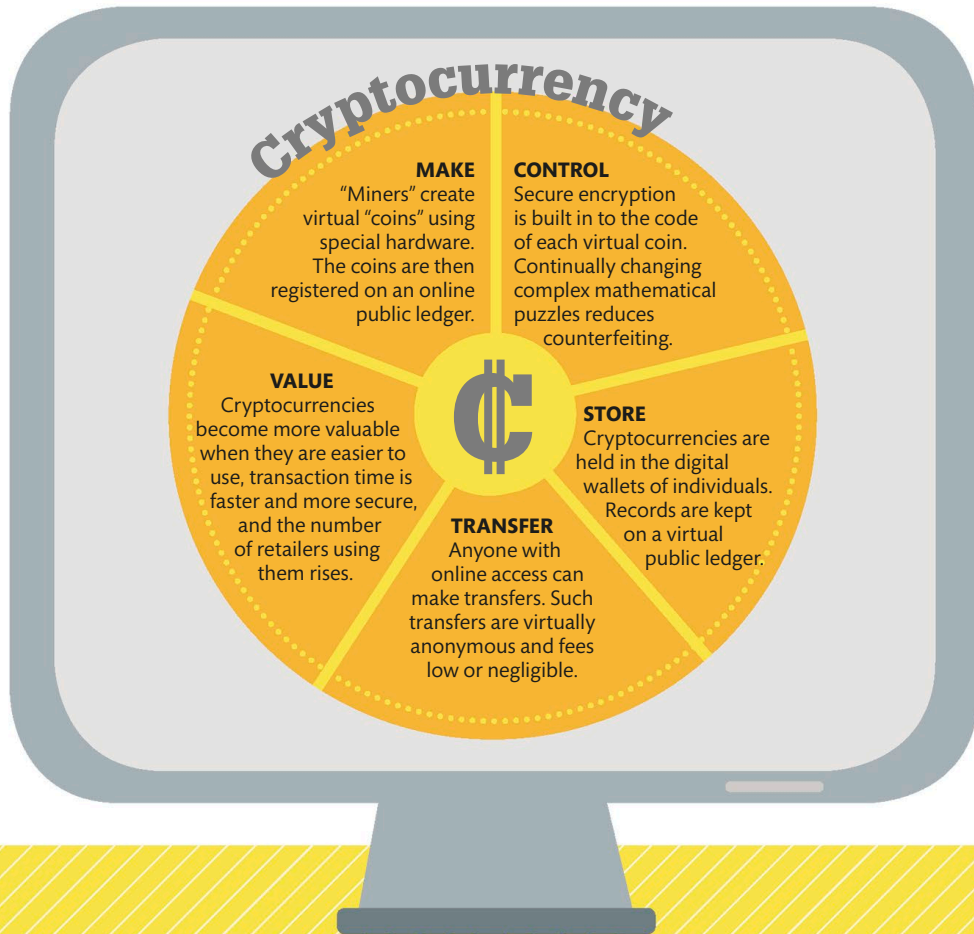 Cryptocurrency
MAKE
“Miners” create
virtual “coins” using
special hardware.
The coins are then
registered on an online
public ledger.
CONTROL
Secure encryption
is built in to the code
of each virtual coin.
Continually changing
complex mathematical
puzzles reduces
counterfeiting.
STORE
Cryptocurrencies are
held in the digital
wallets of individuals.
Records are kept
on a virtual
public ledger.
TRANSFER
Anyone with
online access can
make transfers. Such
transfers are virtually
anonymous and fees
low or negligible.
VALUE
Cryptocurrencies
become more valuable
when they are easier to
use, transaction time is
faster and more secure,
and the number
of retailers using
them rises.